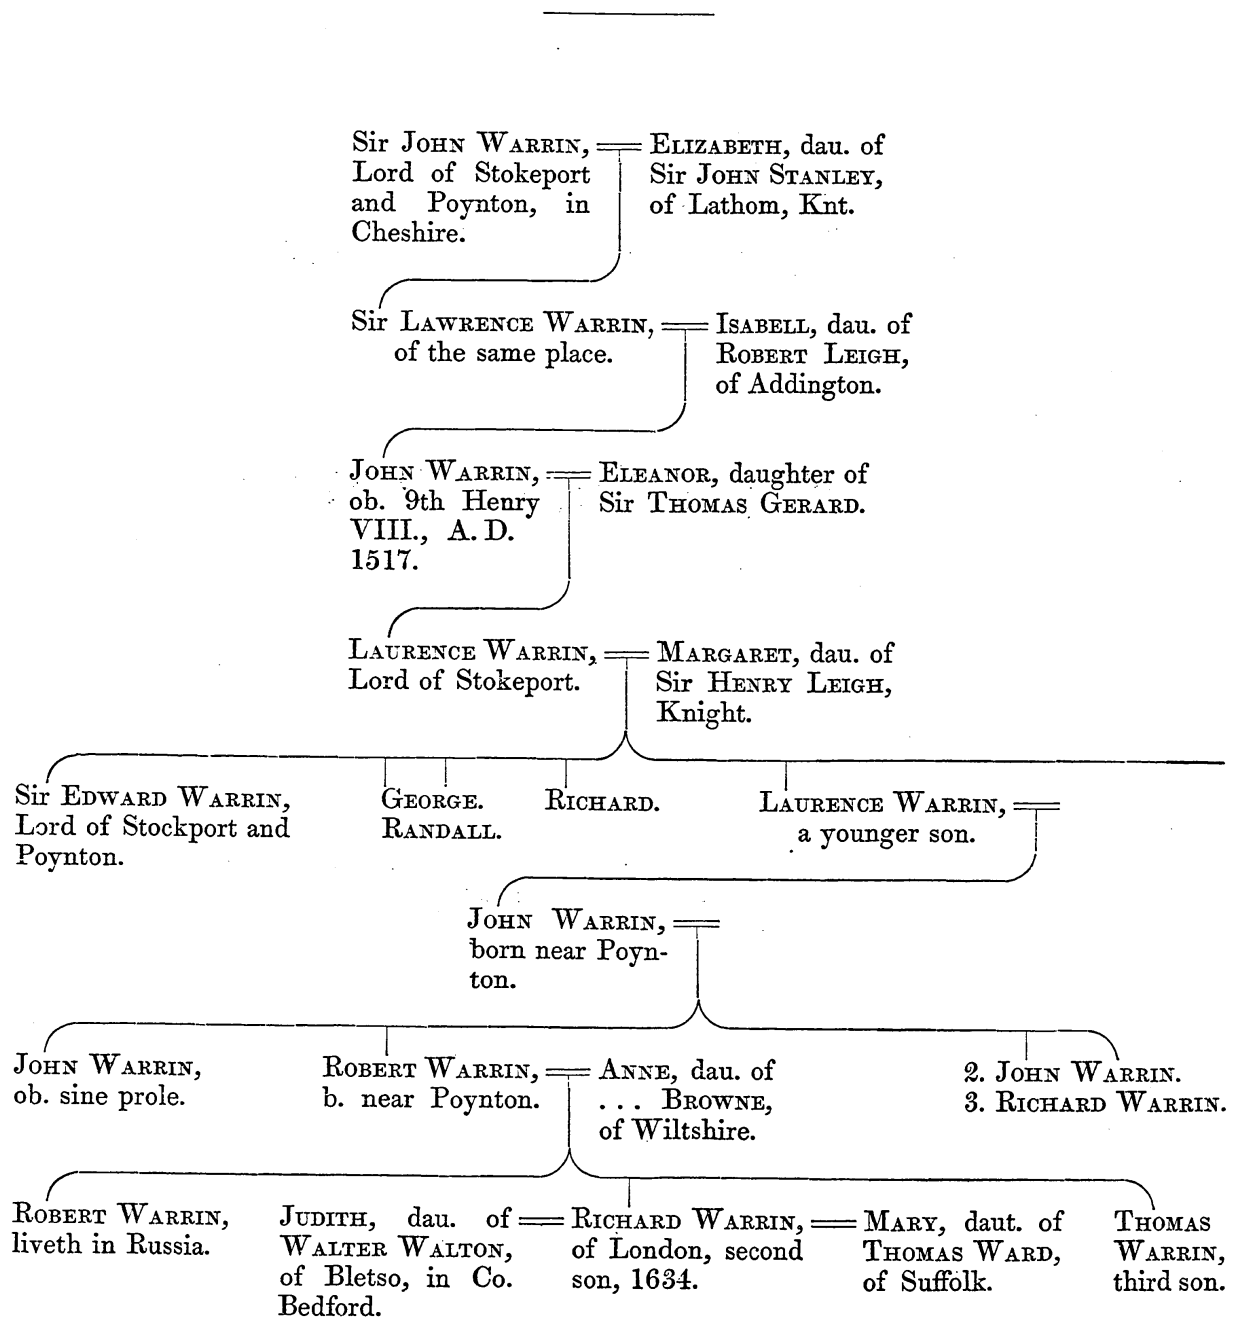 Sir JOHN WARRIN,
Lord of Stokeport
and Poynton, in
Cheshire.
ELIZABETH, dau. of
Sir JOHN STANLEY,
of Lathom, Knt.
Sir LAWRENCE WARRIN,
of the same place.
ISABELL, dau. of
ROBERT LEIGH,
of Addington.
JOHN WARRIN,
ob. 9th Henry
VIII., A. D.
1517.
ELEANOR, daughter of
Sir THOMAS GERARD.
LAURENCE WARRIN,
Lord of Stokeport.
MARGARET, dau. of
Sir HENRY LEIGH,
Knight.
Sir EDWARD WARRIN,
Lord of Stockport and
Poynton.
GEORGE.
RANDALL.
RICHARD.
LAURENCE WARRIN,
a younger son.
JOHN WARRIN,
born near Poyn-
ton.
JOHN WARRIN,
ob. sine prole.
ROBERT WARRIN,
b. near Poynton.
ANNE, dau. of
... BROWNE,
of Wiltshire.
2. JOHN WARRIN.
3. RICHARD WARRIN.
ROBERT WARRIN,
liveth in Russia.
JUDITH, dau. of
WALTER WALTON,
of Bletso, in Co.
Bedford.
RICHARD WARRIN,
of London, second
son, 1634.
MARY, daut. of
THOMAS WARD,
of Suffolk.
THOMAS
WARRIN,
third son.